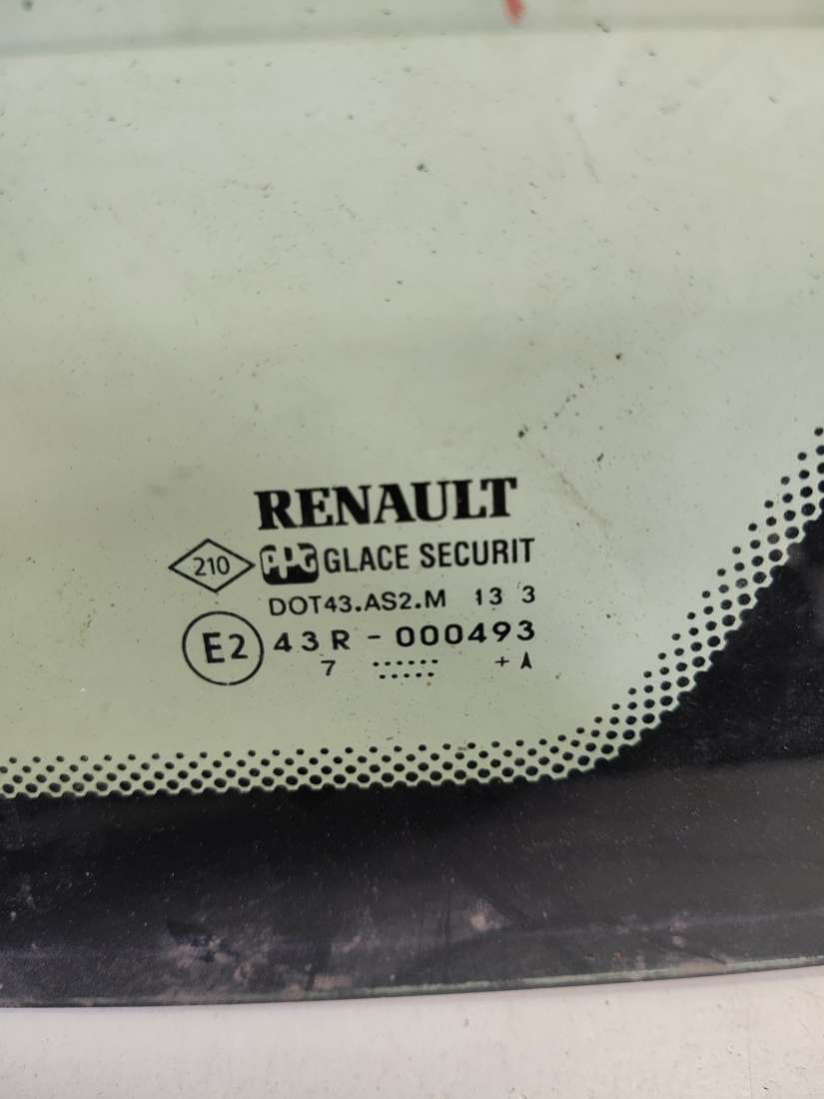 RENAULT
210 PPG GLACE SECURIT
DOT43.AS2.M 13 3
E2 43R - 000493
7 ...... + A